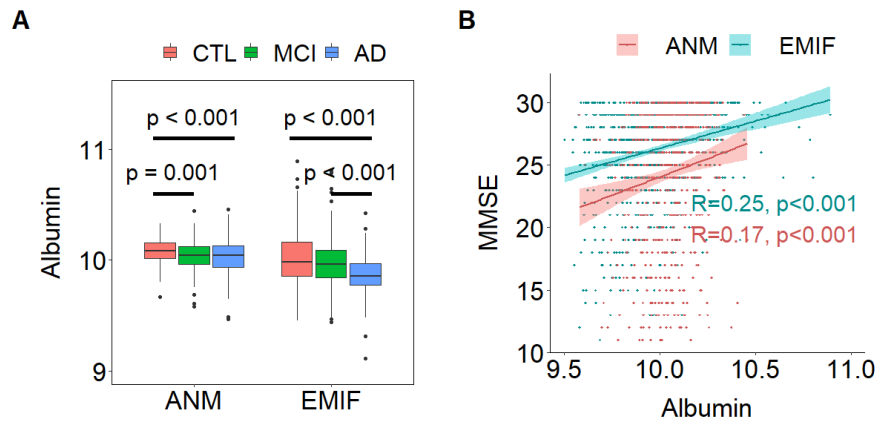 A
CTL MCI AD
Albumin
11
10
9
p < 0.001
p < 0.001
p = 0.001
p < 0.001
ANM
EMIF
B
ANM
EMIF
MMSE
30
25
20
15
10
R=0.25, p<0.001
R=0.17, p<0.001
9.5
10.0
10.5
11.0
Albumin